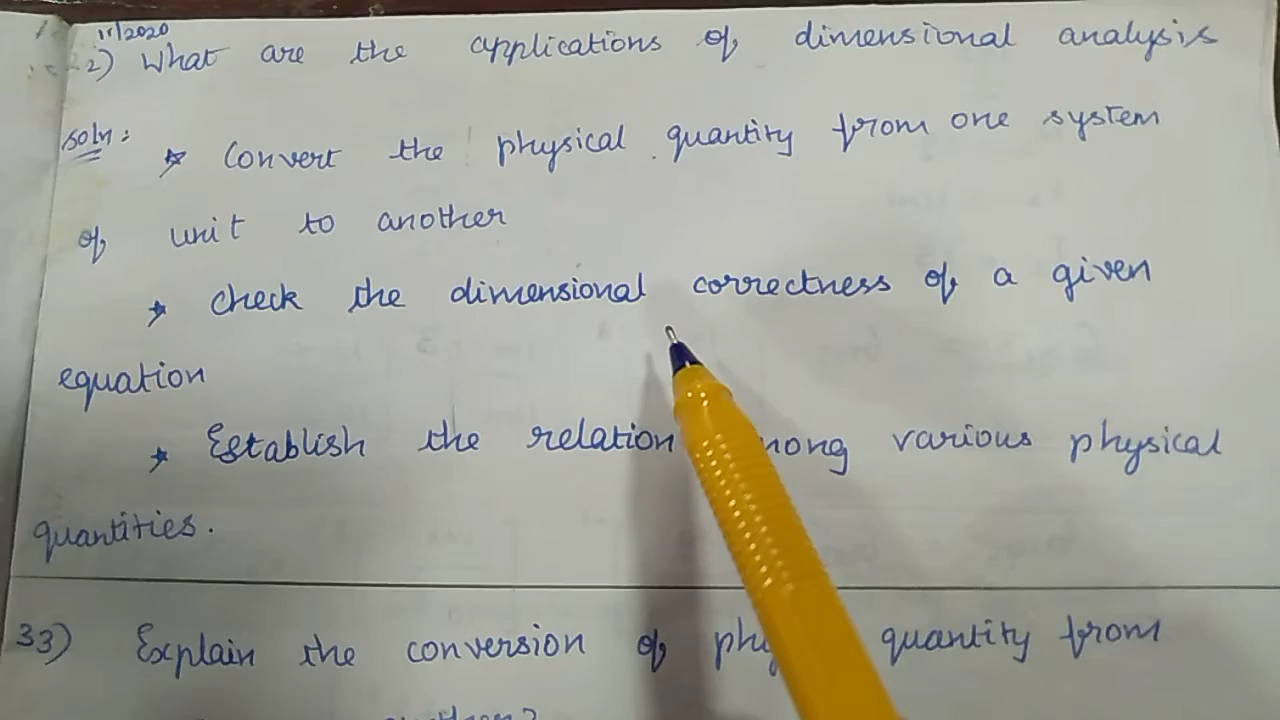 11/2020
2) What are the applications of dimensional analysis
Soln:
* Convert the physical quantity from one system
of unit to another
* Check the dimensional correctness of a given
equation
* Establish the relation various physical
quantities.
33) Explain the conversion of quantity from